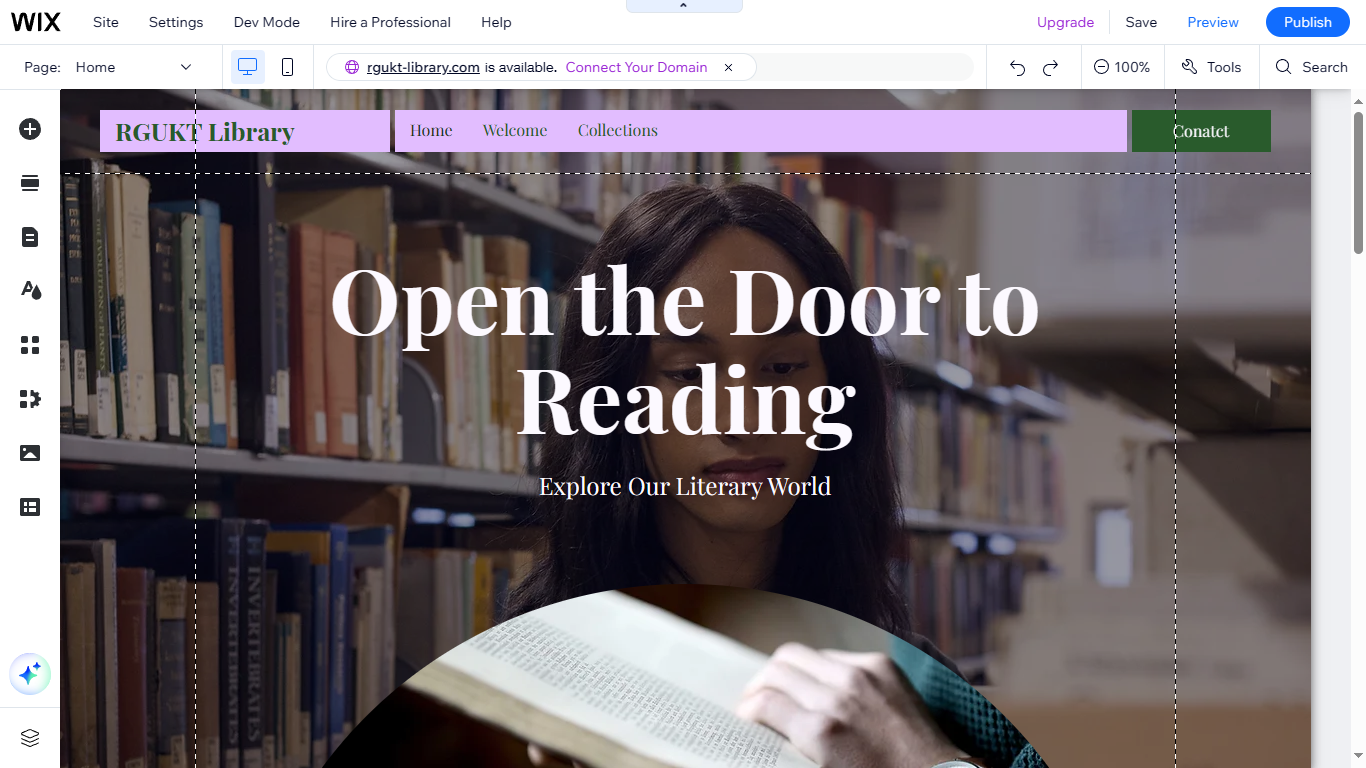 WIX Site Settings Dev Mode Hire a Professional Help Upgrade Save Preview Publish
Page: Home rgukt-library.com is available. Connect Your Domain 100% Tools Search
RGUKT Library Home Welcome Collections Conatct
Open the Door to
Reading
Explore Our Literary World
INVERTEBRATES
INVERTEBRATES